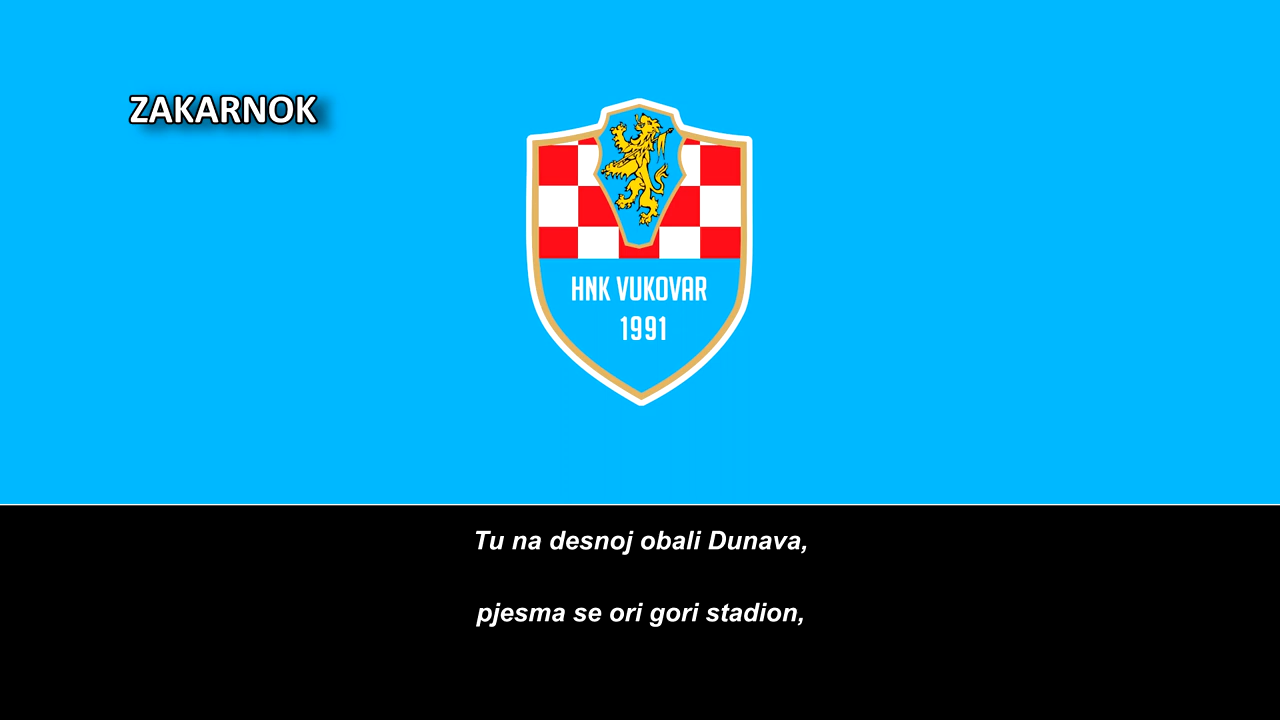 ZAKARNOK
HNK VUKOVAR
1991
Tu na desnoj obali Dunava,
pjesma se ori gori stadion,